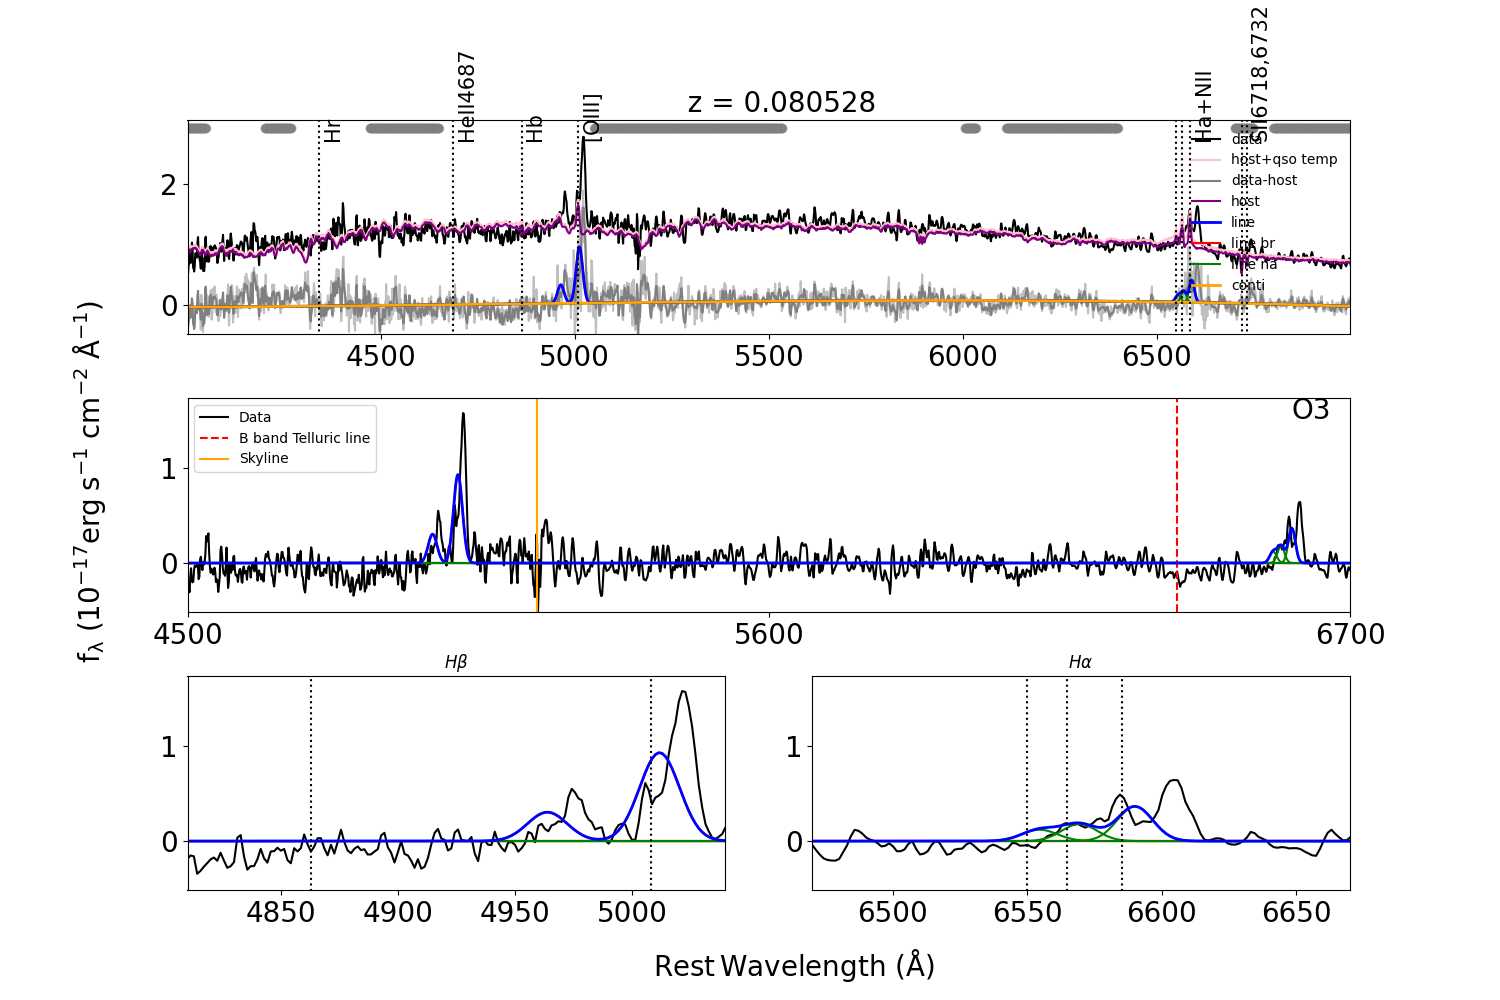 z = 0.080528
Hr
HeII4687
Hb
[OIII]
Ha+NII
SII6718,6732
data
host+qso temp
data-host
host
line
line br
line na
conti
2
0
4500
5000
5500
6000
6500
fλ (10−17erg s−1 cm−2 Å−1)
O3
Data
B band Telluric line
Skyline
1
0
4500
5600
6700
Hβ
1
0
4850
4900
4950
5000
Hα
1
0
6500
6550
6600
6650
Rest Wavelength (Å)